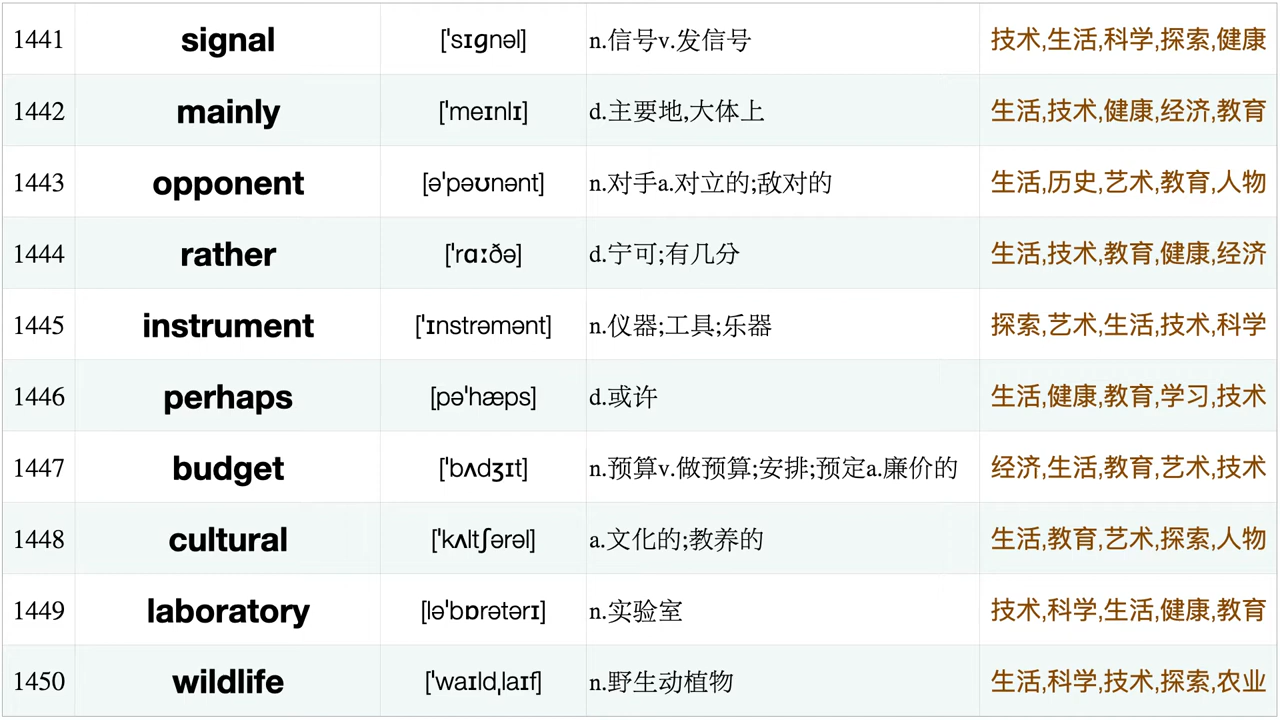 1441 signal ['sɪɡnəl] n.信号v.发信号 技术,生活,科学,探索,健康
1442 mainly ['meɪnlɪ] d.主要地,大体上 生活,技术,健康,经济,教育
1443 opponent [ə'pəʊnənt] n.对手a.对立的;敌对的 生活,历史,艺术,教育,人物
1444 rather ['rɑːðə] d.宁可;有几分 生活,技术,教育,健康,经济
1445 instrument ['ɪnstrəmənt] n.仪器;工具;乐器 探索,艺术,生活,技术,科学
1446 perhaps [pə'hæps] d.或许 生活,健康,教育,学习,技术
1447 budget ['bʌdʒɪt] n.预算v.做预算;安排;预定a.廉价的 经济,生活,教育,艺术,技术
1448 cultural ['kʌltʃərəl] a.文化的;教养的 生活,教育,艺术,探索,人物
1449 laboratory [lə'bɒrətərɪ] n.实验室 技术,科学,生活,健康,教育
1450 wildlife ['waɪldˌlaɪf] n.野生动植物 生活,科学,技术,探索,农业